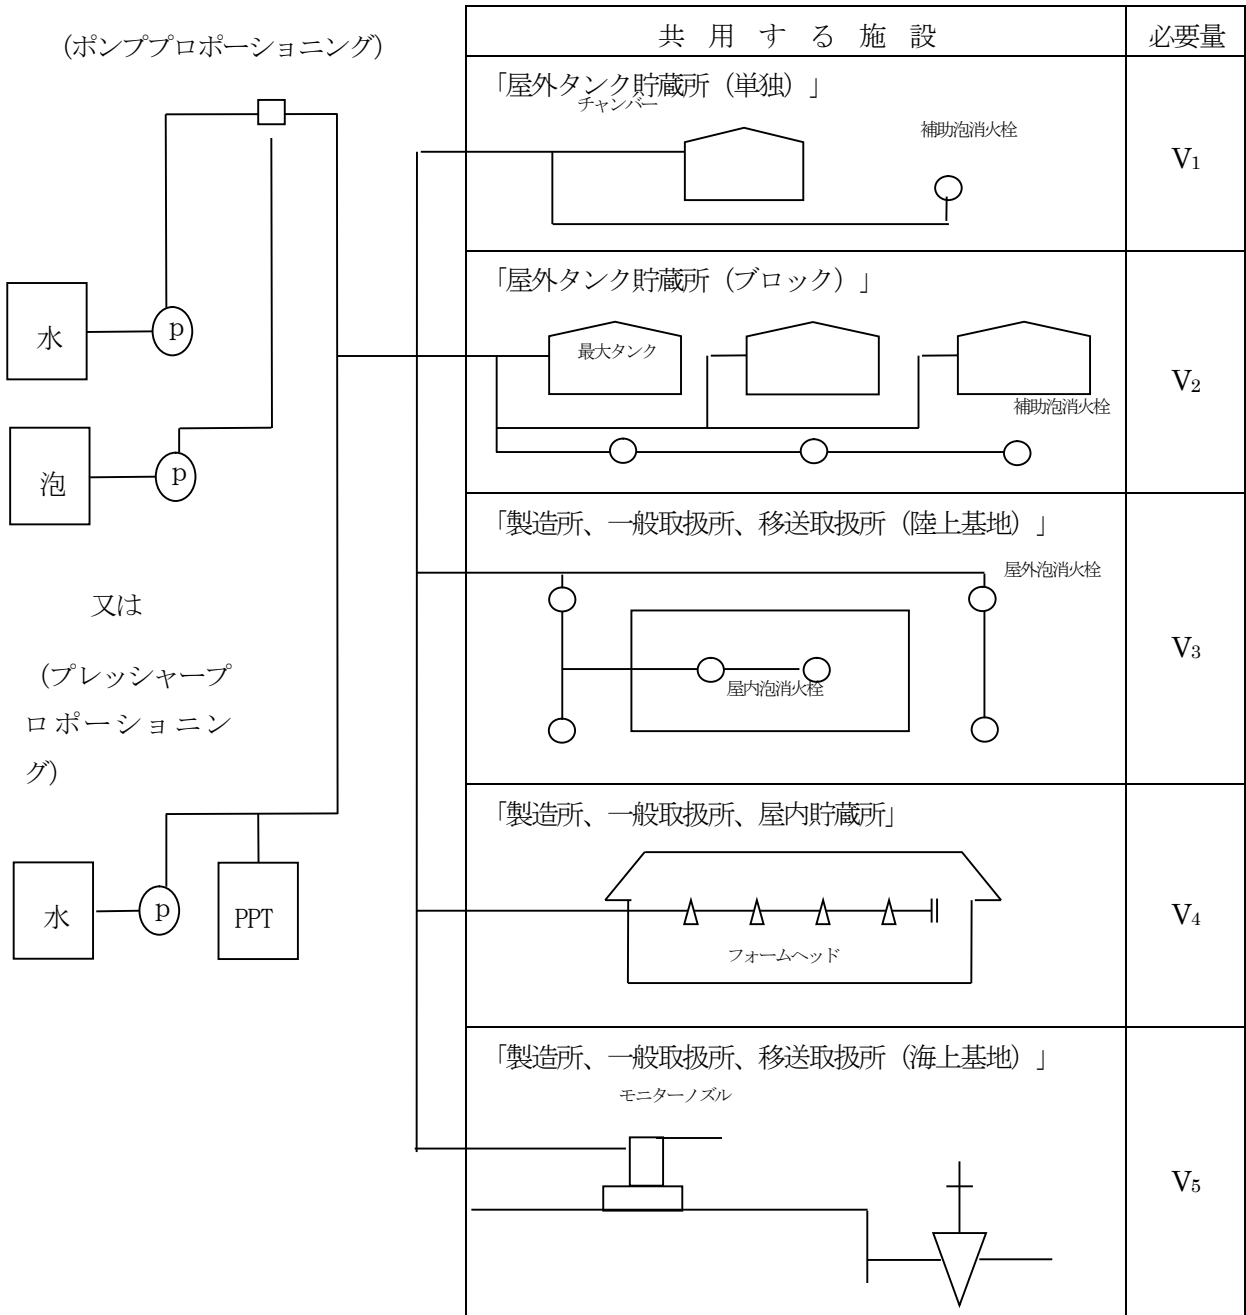 (ポンププロポーショニング)
水
p
泡
p
又は
(プレッシャープ
ロポーショニン
グ)
水
p
PPT
共用する施設
必要量
「屋外タンク貯蔵所(単独)」
チャンバー
補助泡消火栓
V₁
「屋外タンク貯蔵所(ブロック)」
最大タンク
補助泡消火栓
V₂
「製造所、一般取扱所、移送取扱所(陸上基地)」
屋外泡消火栓
屋内泡消火栓
V₃
「製造所、一般取扱所、屋内貯蔵所」
フォームヘッド
V₄
「製造所、一般取扱所、移送取扱所(海上基地)」
モニターノズル
V₅